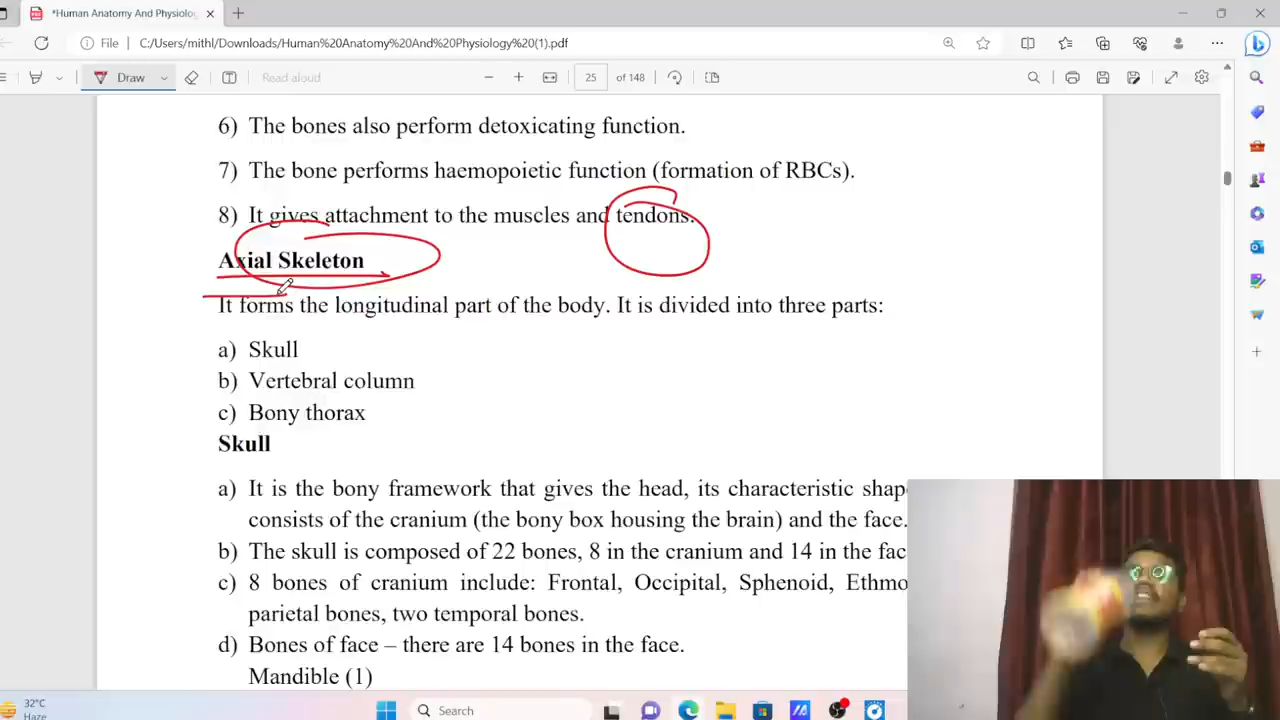 *Human Anatomy And Physiolog
File C:/Users/mithl/Downloads/Human%20Anatomy%20And%20Physiology%20(1).pdf
Draw Read aloud 25 of 148
6) The bones also perform detoxicating function.
7) The bone performs haemopoietic function (formation of RBCs).
8) It gives attachment to the muscles and tendons.
Axial Skeleton
It forms the longitudinal part of the body. It is divided into three parts:
a) Skull
b) Vertebral column
c) Bony thorax
Skull
a) It is the bony framework that gives the head, its characteristic shap
consists of the cranium (the bony box housing the brain) and the face.
b) The skull is composed of 22 bones, 8 in the cranium and 14 in the fac
c) 8 bones of cranium include: Frontal, Occipital, Sphenoid, Ethmo
parietal bones, two temporal bones.
d) Bones of face – there are 14 bones in the face.
Mandible (1)
32°C
Haze
Search